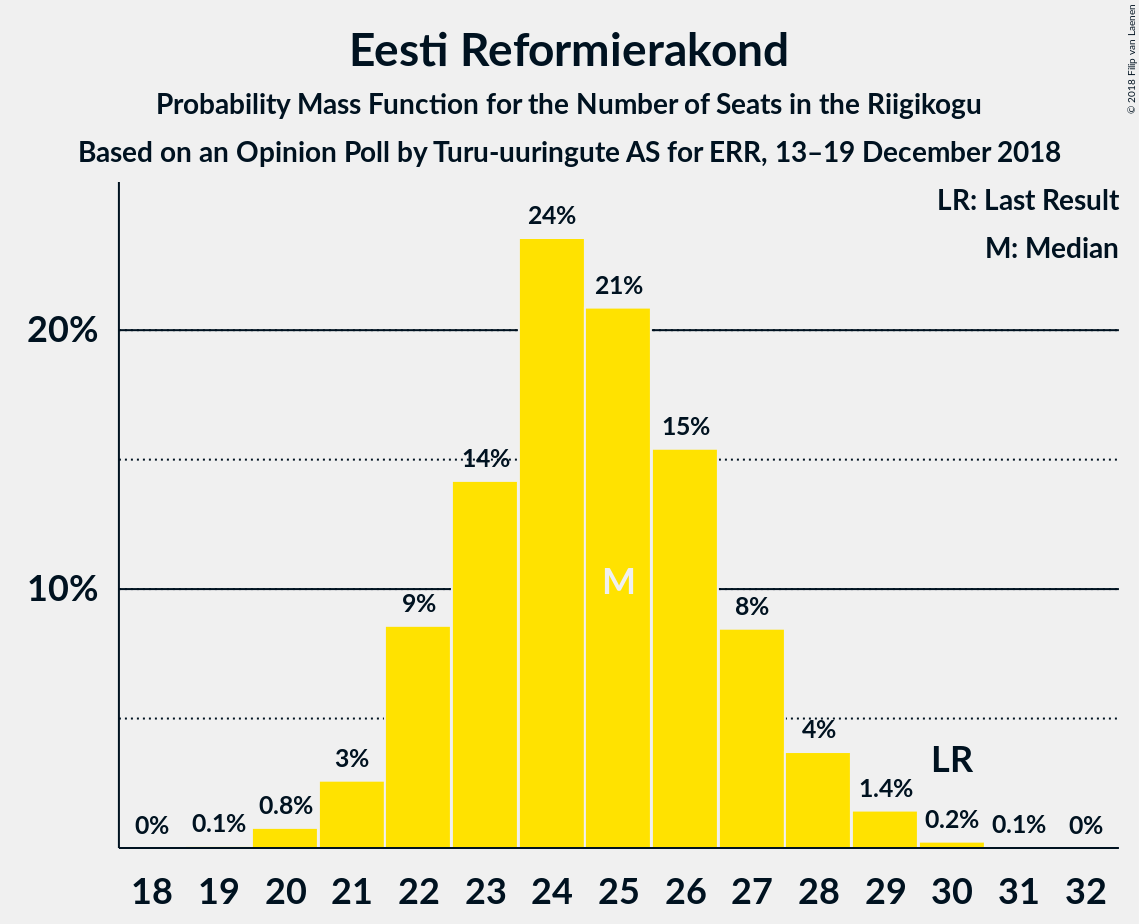 Eesti Reformierakond
Probability Mass Function for the Number of Seats in the Riigikogu
Based on an Opinion Poll by Turu-uuringute AS for ERR, 13–19 December 2018
© 2018 Filip van Laenen
LR: Last Result
M: Median
20%
10%
0%
0.1%
0.8%
3%
9%
14%
24%
21%
15%
8%
4%
1.4%
0.2%
0.1%
0%
M
LR
18 19 20 21 22 23 24 25 26 27 28 29 30 31 32